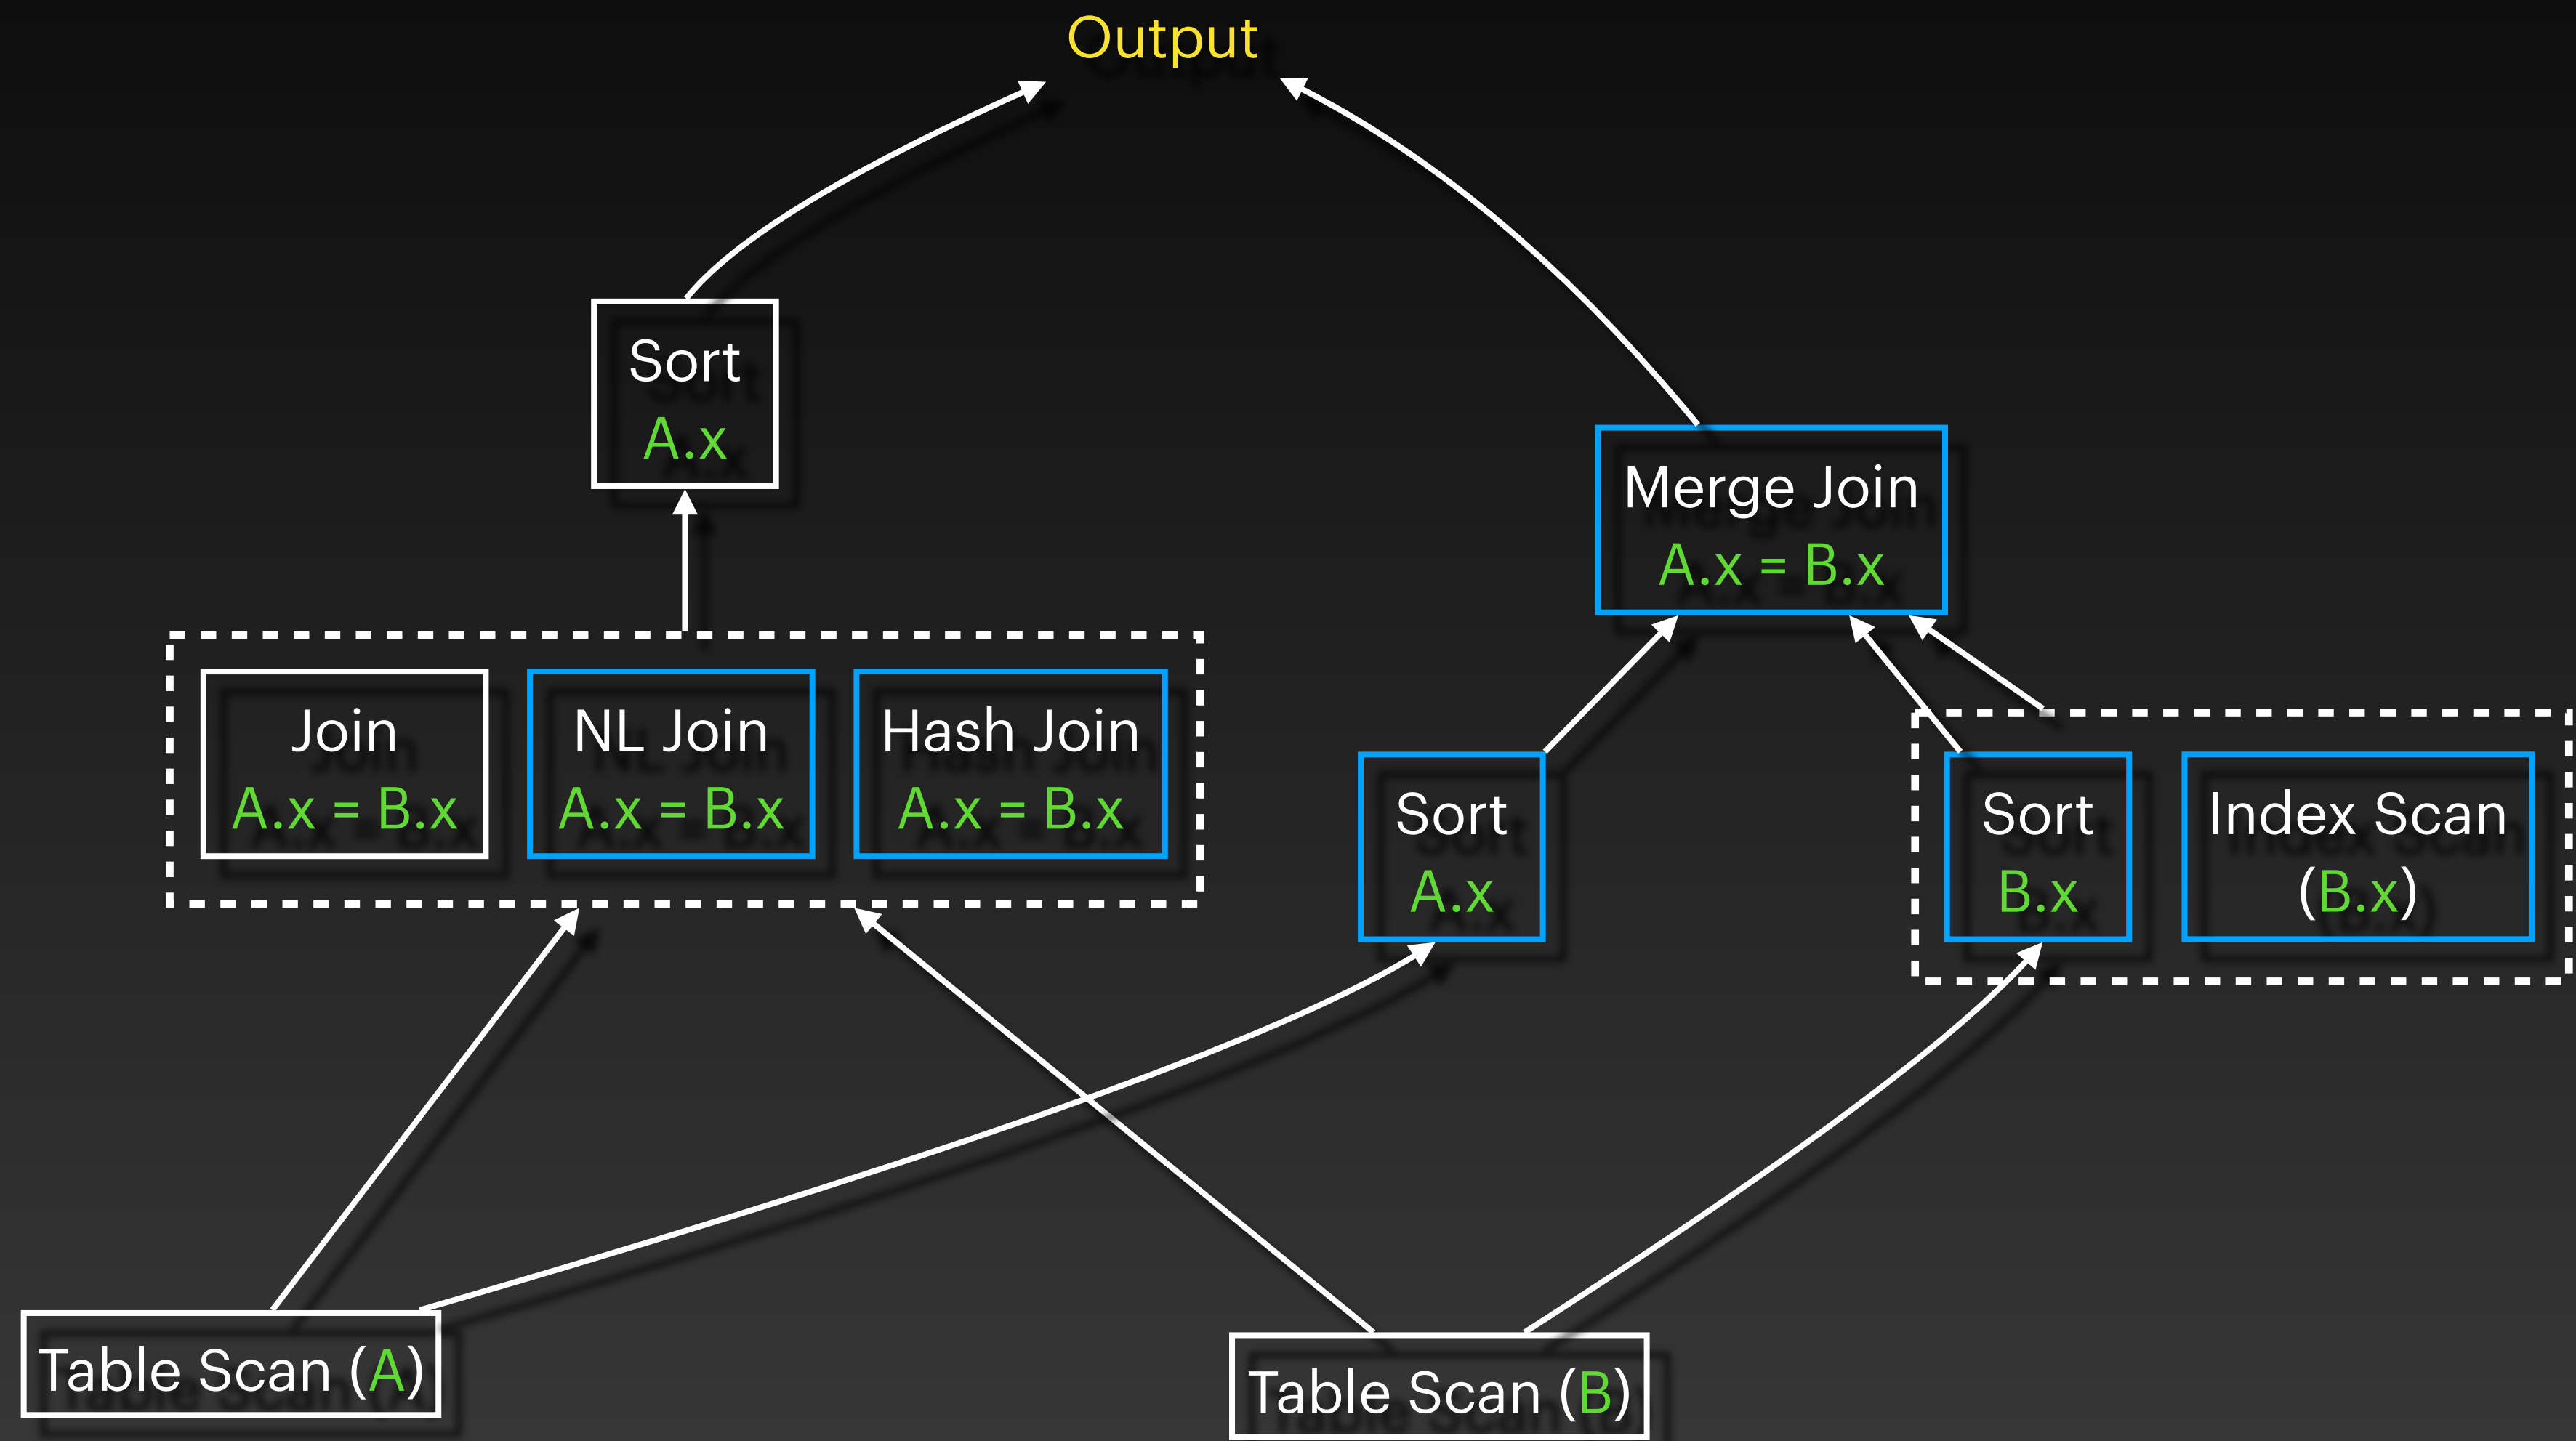 Output
Sort
A.x
Merge Join
A.x = B.x
Join
A.x = B.x
NL Join
A.x = B.x
Hash Join
A.x = B.x
Sort
A.x
Sort
B.x
Index Scan
(B.x)
Table Scan (A)
Table Scan (B)